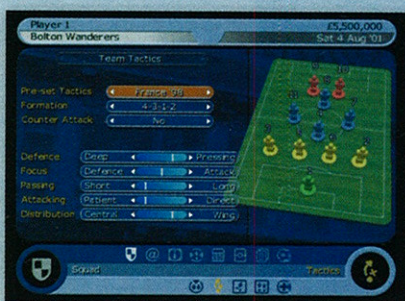 Player 1 £5,500,000
Bolton Wanderers Sat 4 Aug '01
Team Tactics
Pre-set Tactics France 98
Formation 4-3-1-2
Counter Attack No
Defence Deep Pressing
Focus Defence Attack
Passing Short Long
Attacking Patient Direct
Distribution Central Wing
Squad Tactics